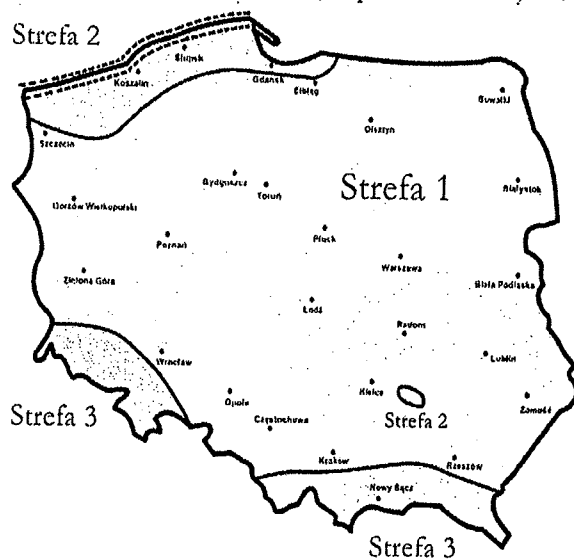 Strefa 2
Słupsk
Koszalin
Gdańsk
Elbląg
Suwałki
Szczecin
Olsztyn
Bydgoszcz
Toruń
Strefa 1
Białystok
Gorzów Wielkopolski
Poznań
Płock
Warszawa
Zielona Góra
Biała Podlaska
Łódź
Radom
Wrocław
Lublin
Kielce
Opole
Zamość
Strefa 3
Strefa 2
Częstochowa
Kraków
Rzeszów
Nowy Sącz
Strefa 3